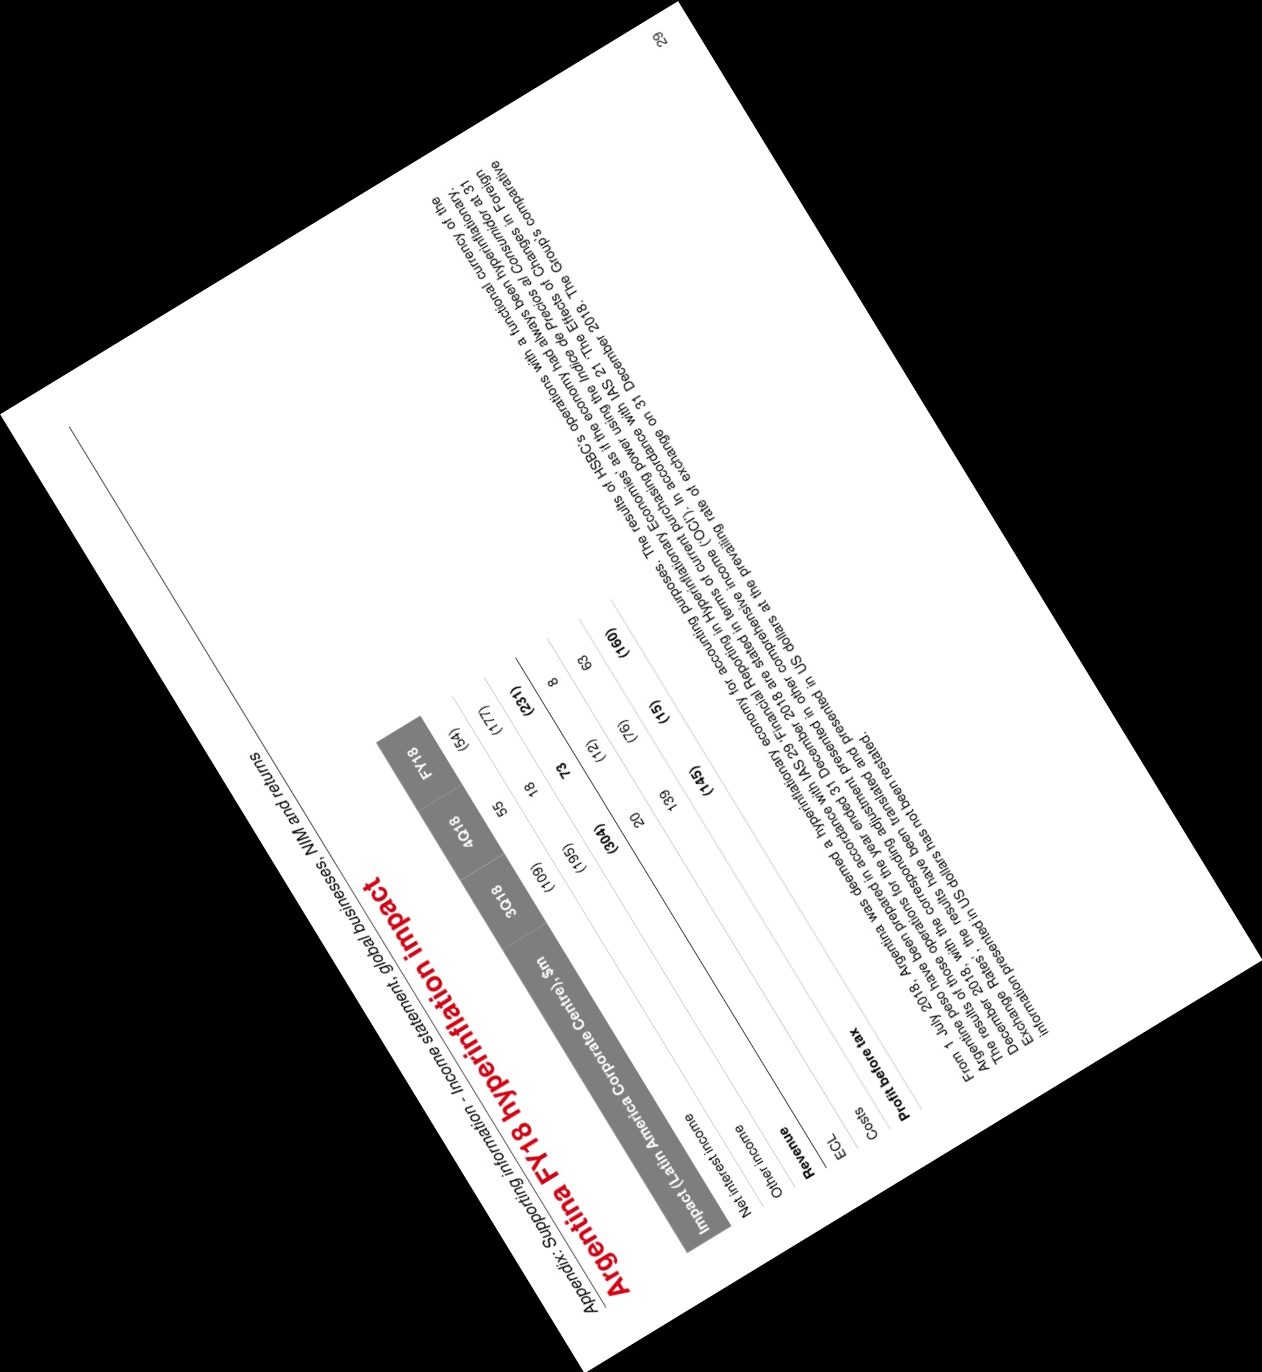 Appendix: Supporting information - Income statement, global businesses, NIM and returns
Argentina FY18 hyperinflation impact
Impact (Latin America Corporate Centre), $m 3Q18 4Q18 FY18
Net interest income (109) 55 (54)
Other income (195) 18 (177)
Revenue (304) 73 (231)
ECL 20 (12) 8
Costs 139 (76) 63
Profit before tax (145) (15) (160)
From 1 July 2018, Argentina was deemed a hyperinflationary economy for accounting purposes. The results of HSBC's operations with a functional currency of the
Argentine peso have been prepared in accordance with IAS 29 'Financial Reporting in Hyperinflationary Economies' as if the economy had always been hyperinflationary.
The results of those operations for the year ended 31 December 2018 are stated in terms of current purchasing power using the Indice de Precios al Consumidor at 31
December 2018, with the corresponding adjustment presented in other comprehensive income ('OCI'). In accordance with IAS 21 'The Effects of Changes in Foreign
Exchange Rates', the results have been translated and presented in US dollars at the prevailing rate of exchange on 31 December 2018. The Group's comparative
information presented in US dollars has not been restated.
29